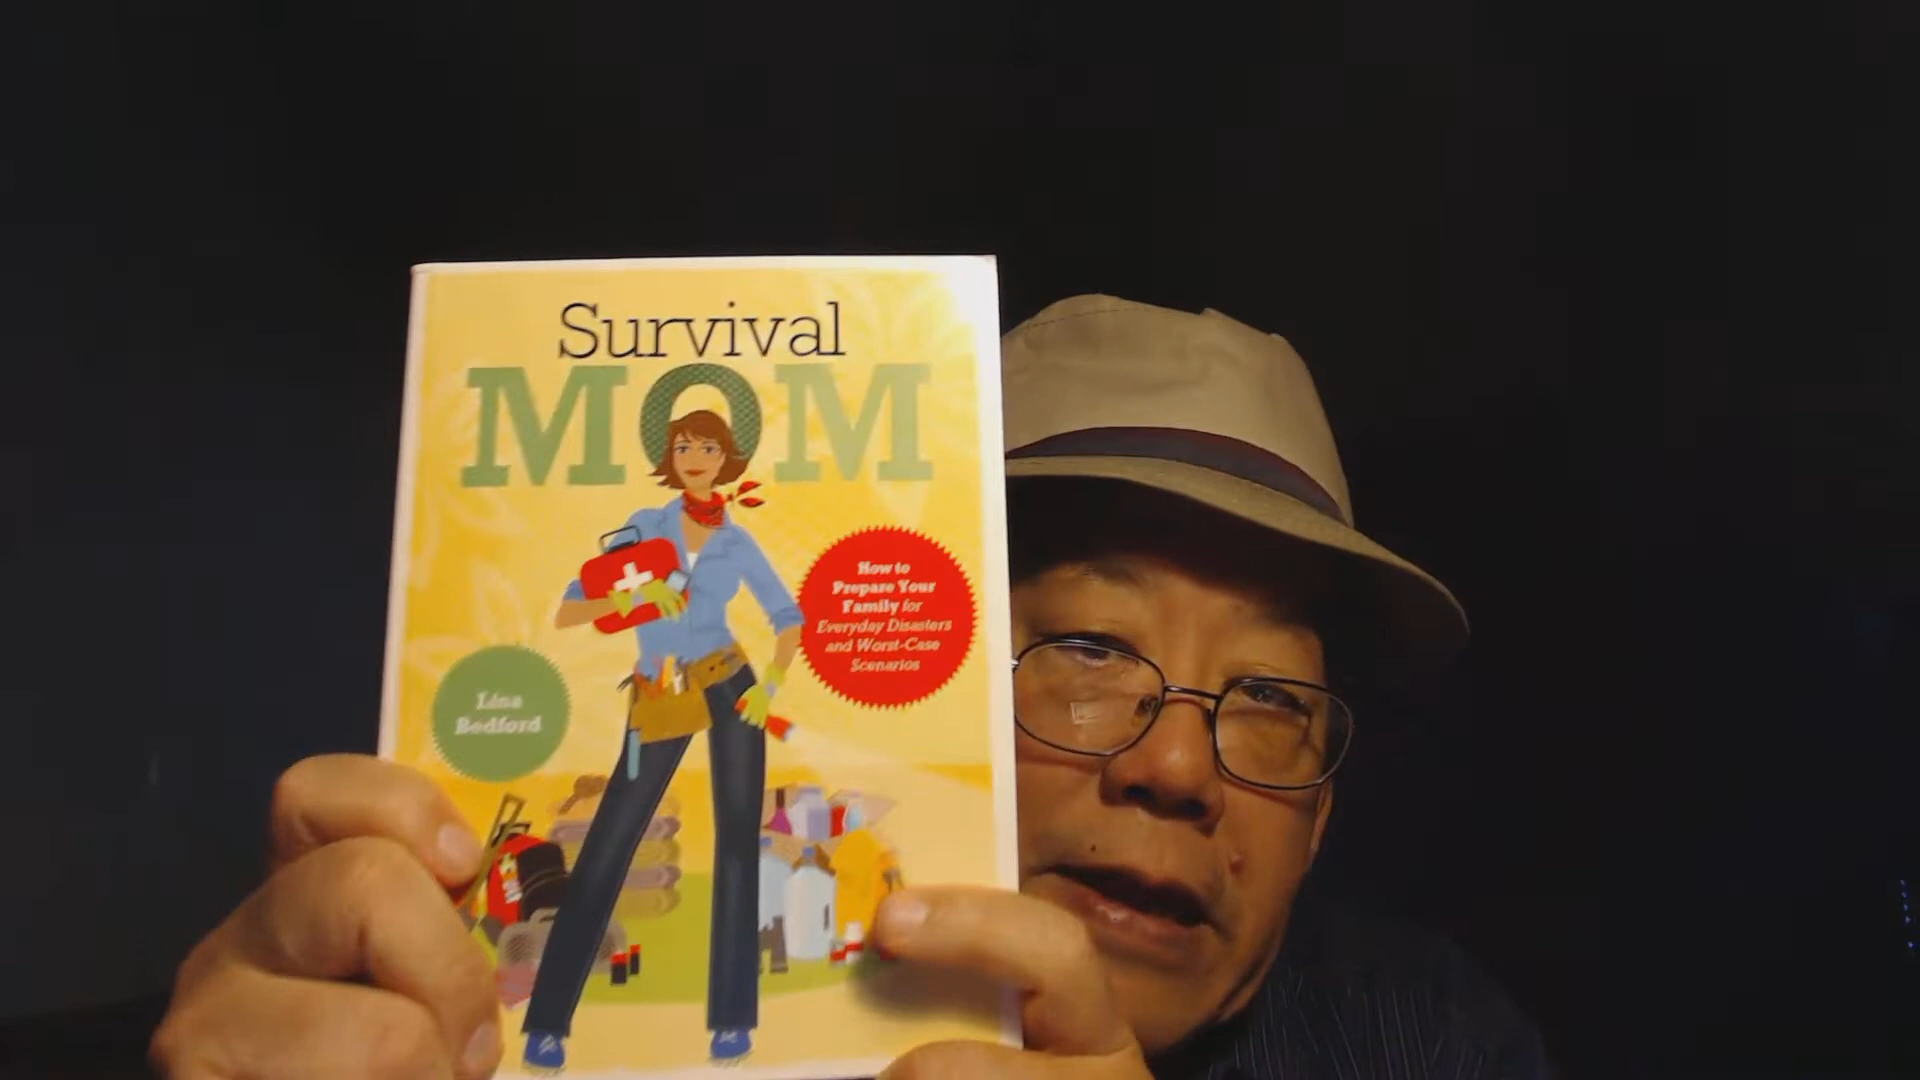 Survival
MOM
How to
Prepare Your
Family for
Everyday Disasters
and Worst-Case
Scenarios
Lisa
Bedford